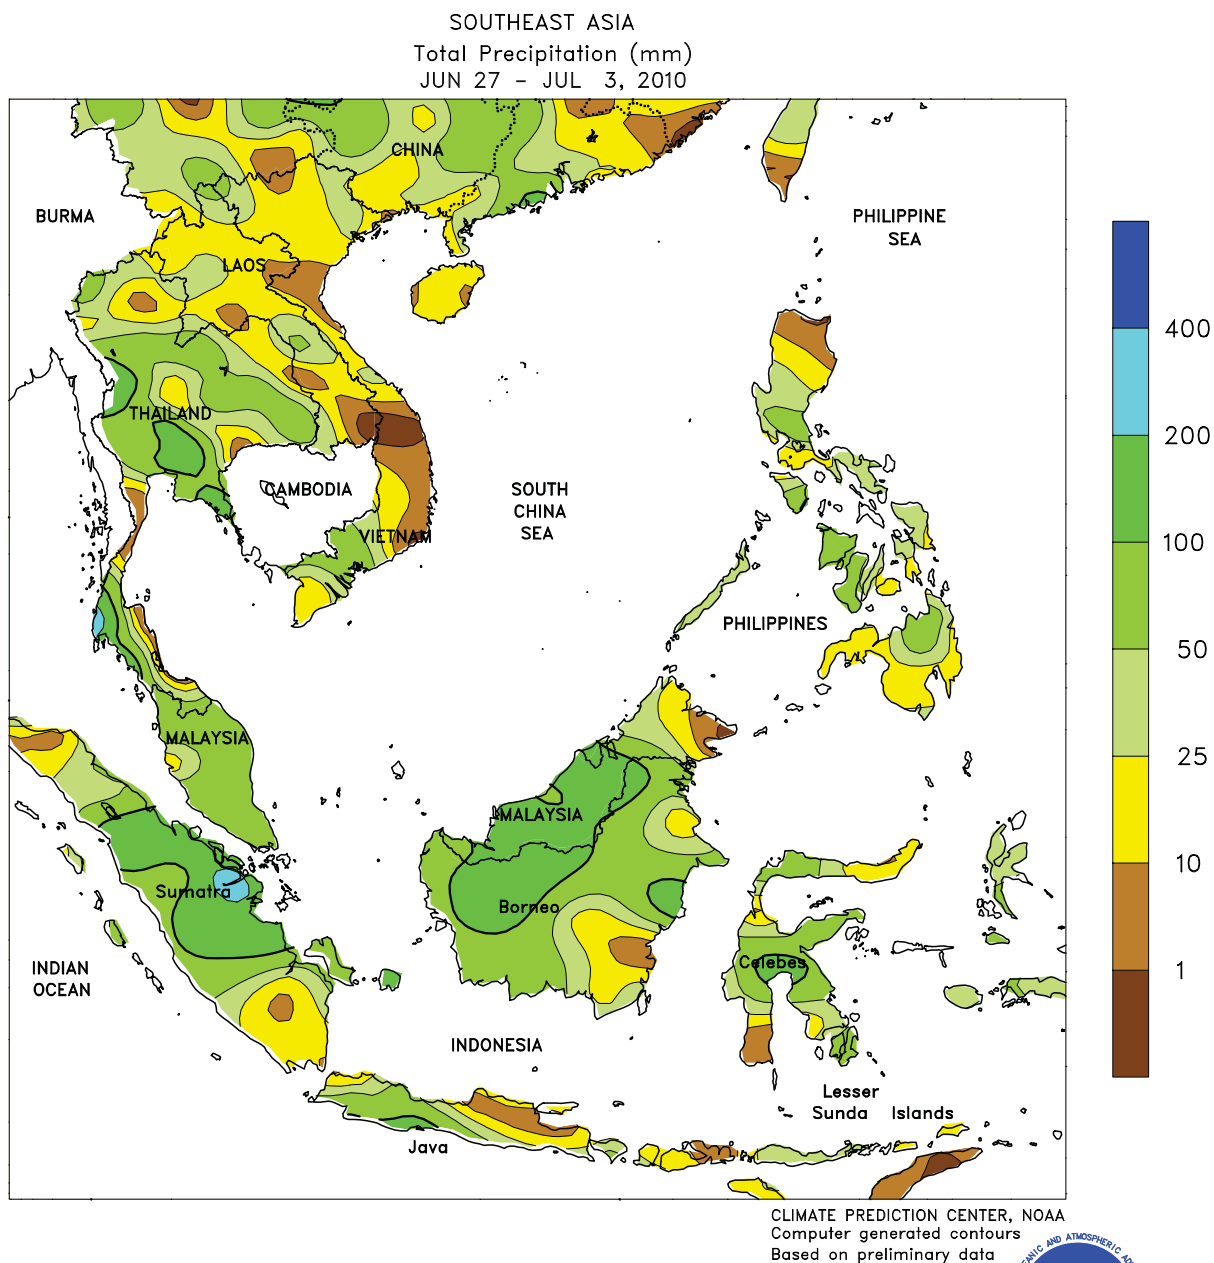 SOUTHEAST ASIA
Total Precipitation (mm)
JUN 27 - JUL 3, 2010
CHINA
BURMA
PHILIPPINE
SEA
LAOS
400
THAILAND
200
CAMBODIA
SOUTH
CHINA
SEA
VIETNAM
100
PHILIPPINES
50
MALAYSIA
25
MALAYSIA
10
Sumatra
Borneo
Celebes
INDIAN
OCEAN
1
INDONESIA
Lesser
Sunda Islands
Java
CLIMATE PREDICTION CENTER, NOAA
Computer generated contours
Based on preliminary data
AND ATMOSPHERIC